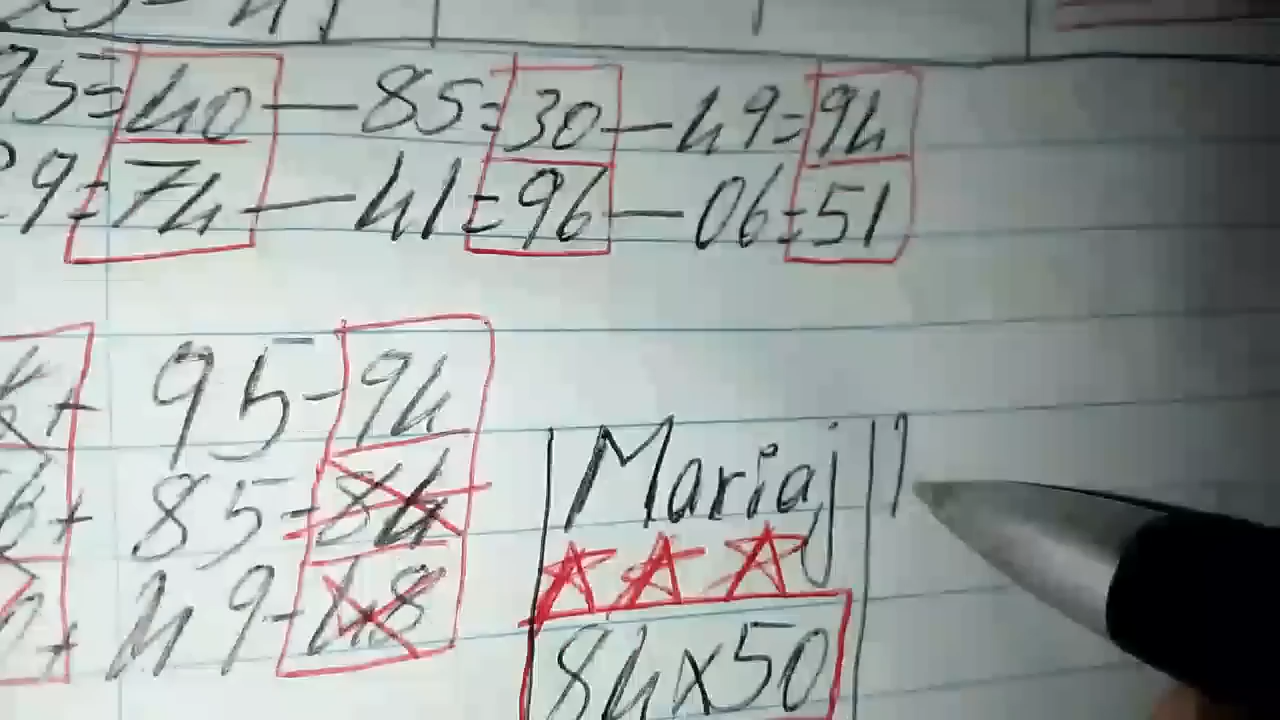 95=40—85=30—49=94
9=74—41=96—06=51
+ 95-94
+ 85=84
+ 49-48
Mariaj
84x50